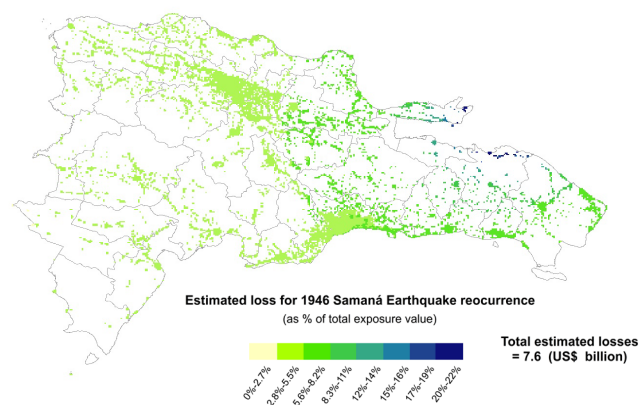 Estimated loss for 1946 Samaná Earthquake reocurrence
(as % of total exposure value)
Total estimated losses
= 7.6 (US$ billion)
0%-2.7%
2.8%-5.5%
5.6%-8.2%
8.3%-11%
12%-14%
15%-16%
17%-19%
20%-22%